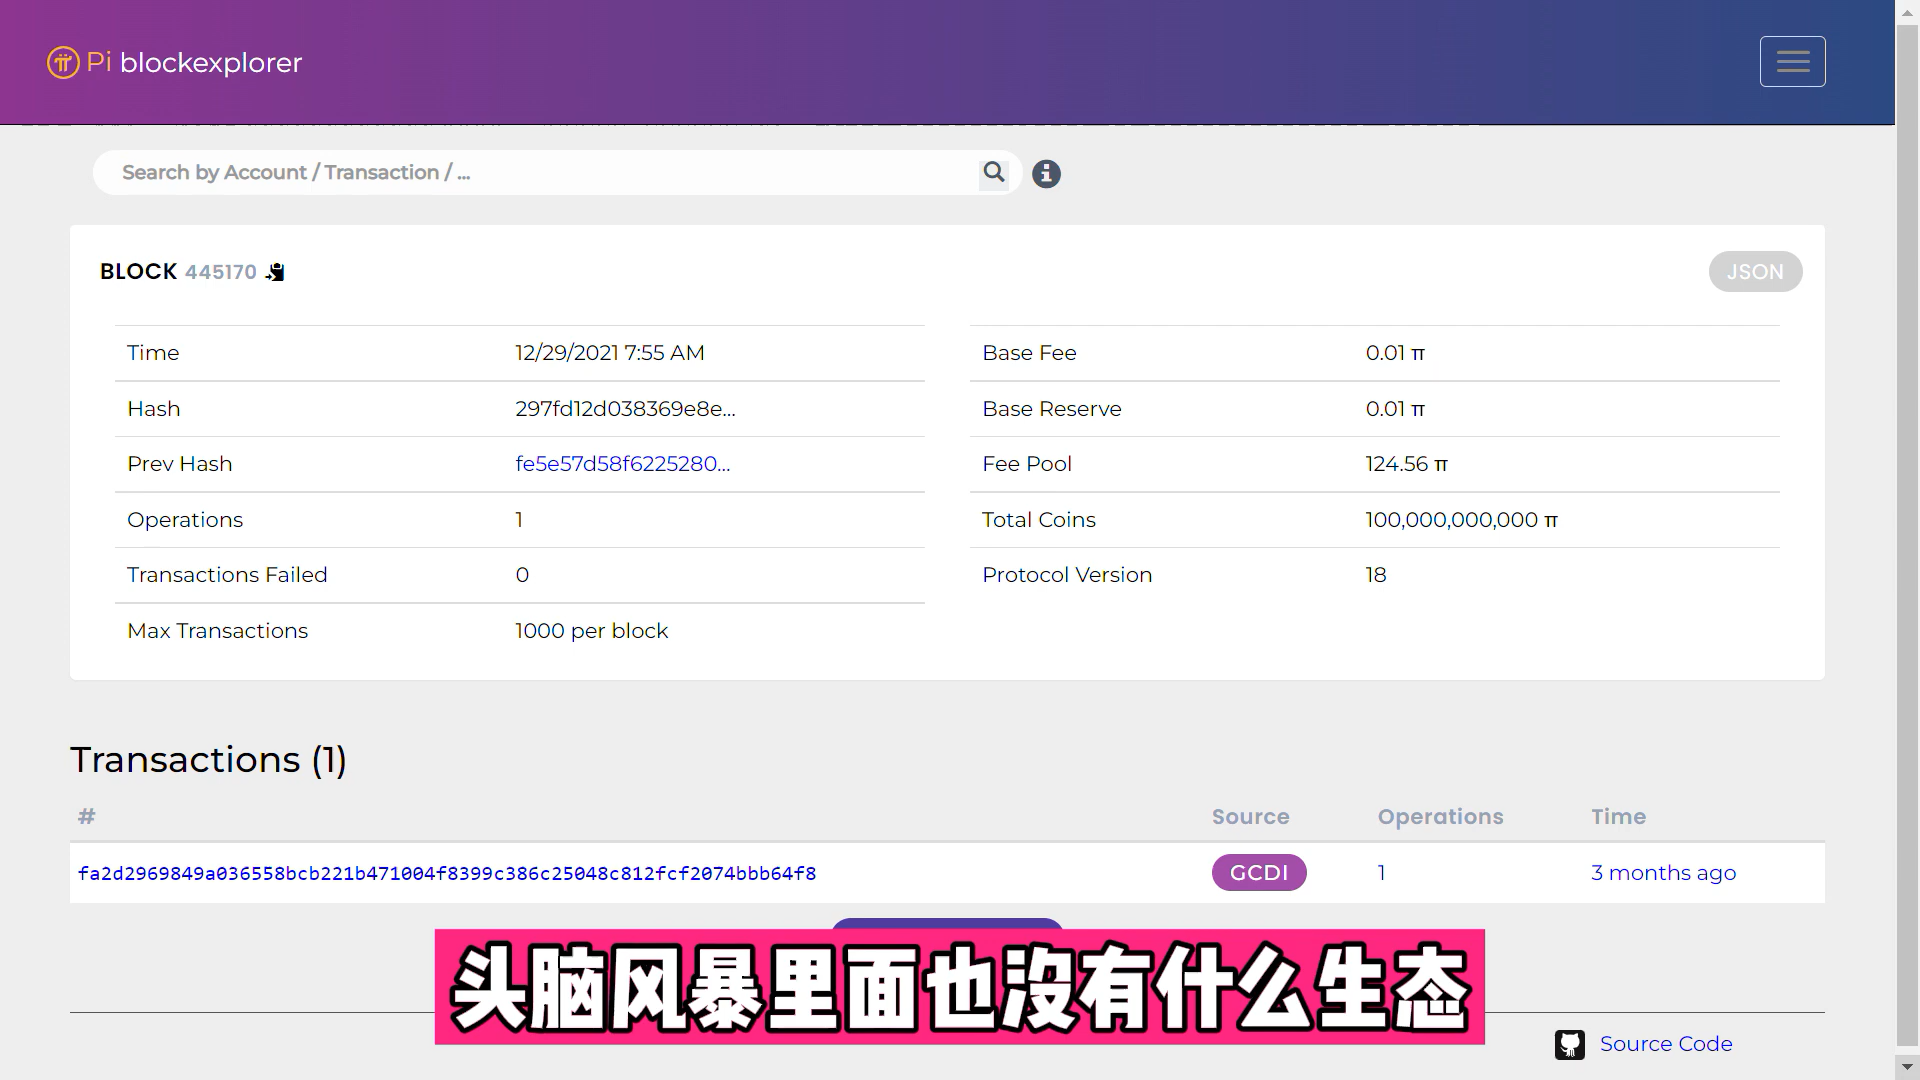 Pi blockexplorer
Search by Account / Transaction / ...
BLOCK 445170
JSON
Time 12/29/2021 7:55 AM
Hash 297fd12d038369e8e...
Prev Hash fe5e57d58f6225280...
Operations 1
Transactions Failed 0
Max Transactions 1000 per block
Base Fee 0.01 π
Base Reserve 0.01 π
Fee Pool 124.56 π
Total Coins 100,000,000,000 π
Protocol Version 18
Transactions (1)
# Source Operations Time
fa2d2969849a036558bcb221b471004f8399c386c25048c812fcf2074bbb64f8 GCDI 1 3 months ago
头脑风暴里面也没有什么生态
Source Code